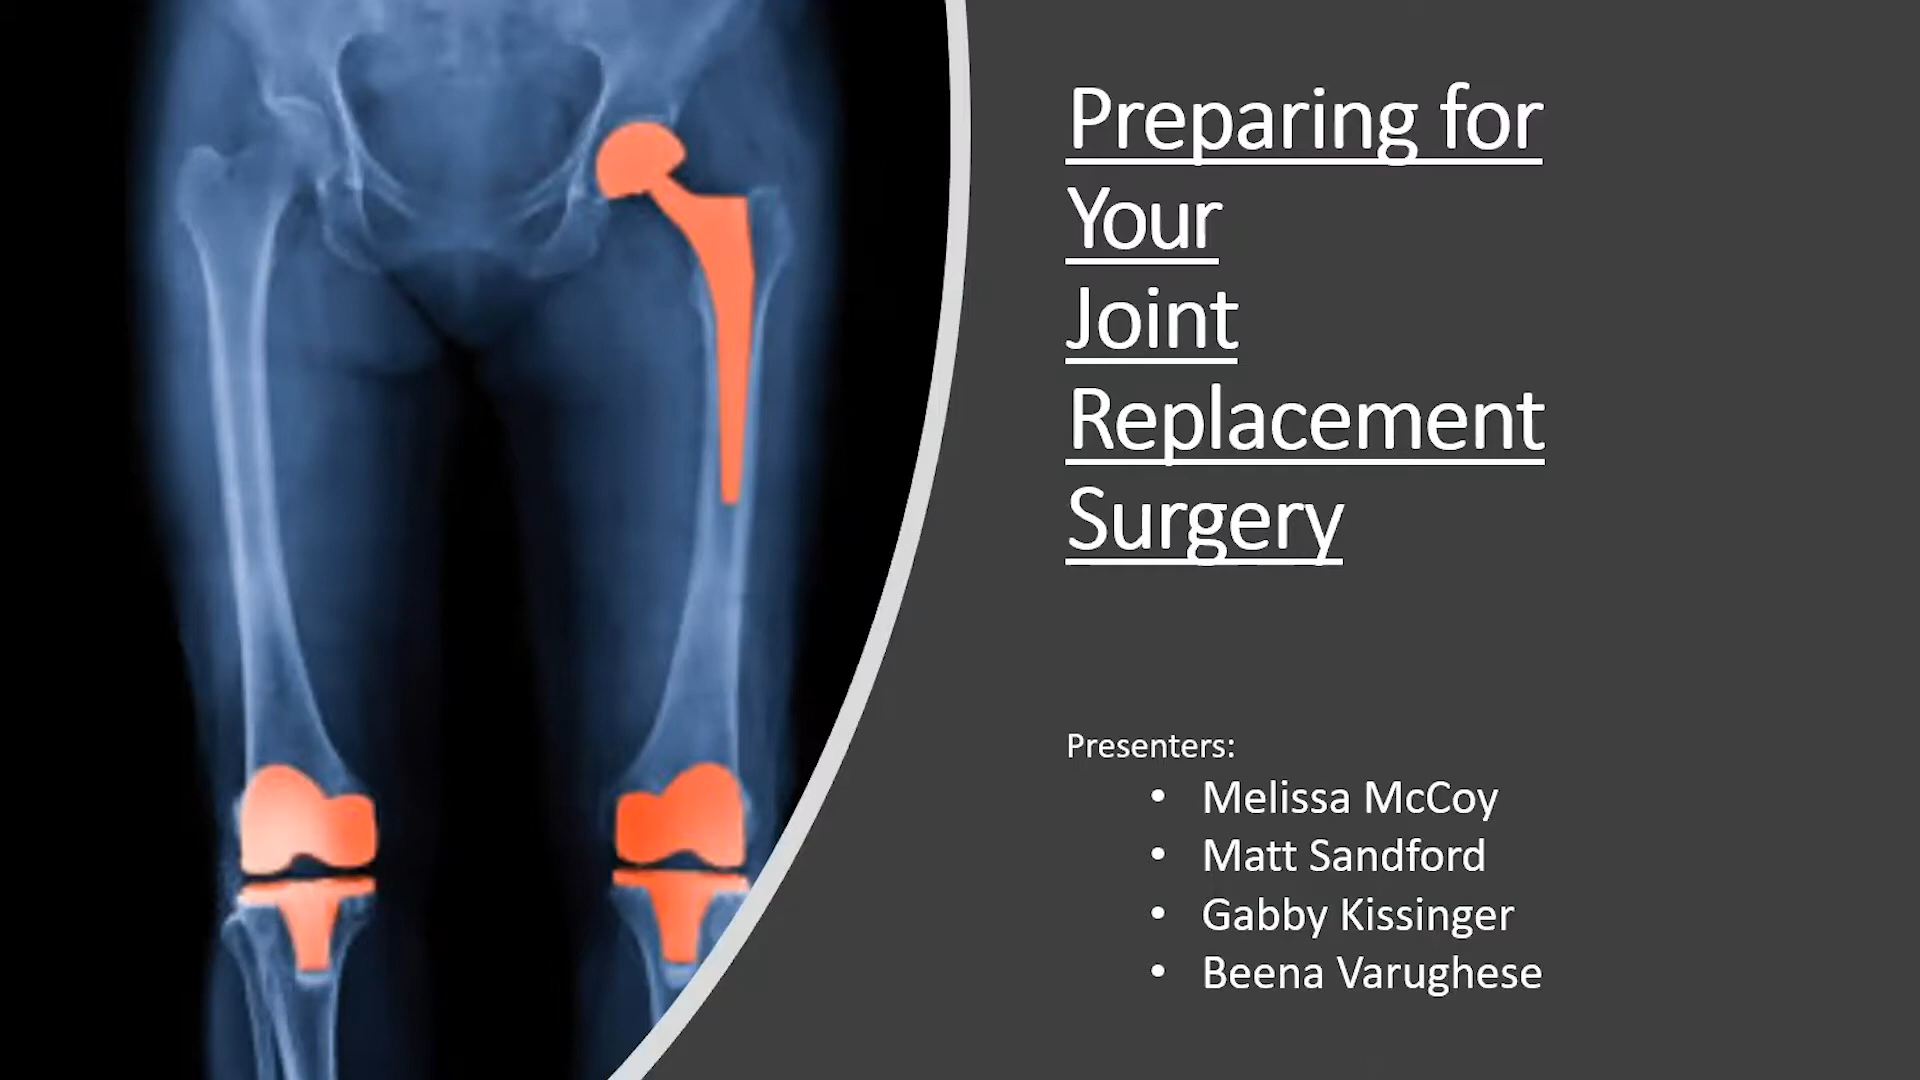 Preparing for
Your
Joint
Replacement
Surgery
Presenters:
• Melissa McCoy
• Matt Sandford
• Gabby Kissinger
• Beena Varughese